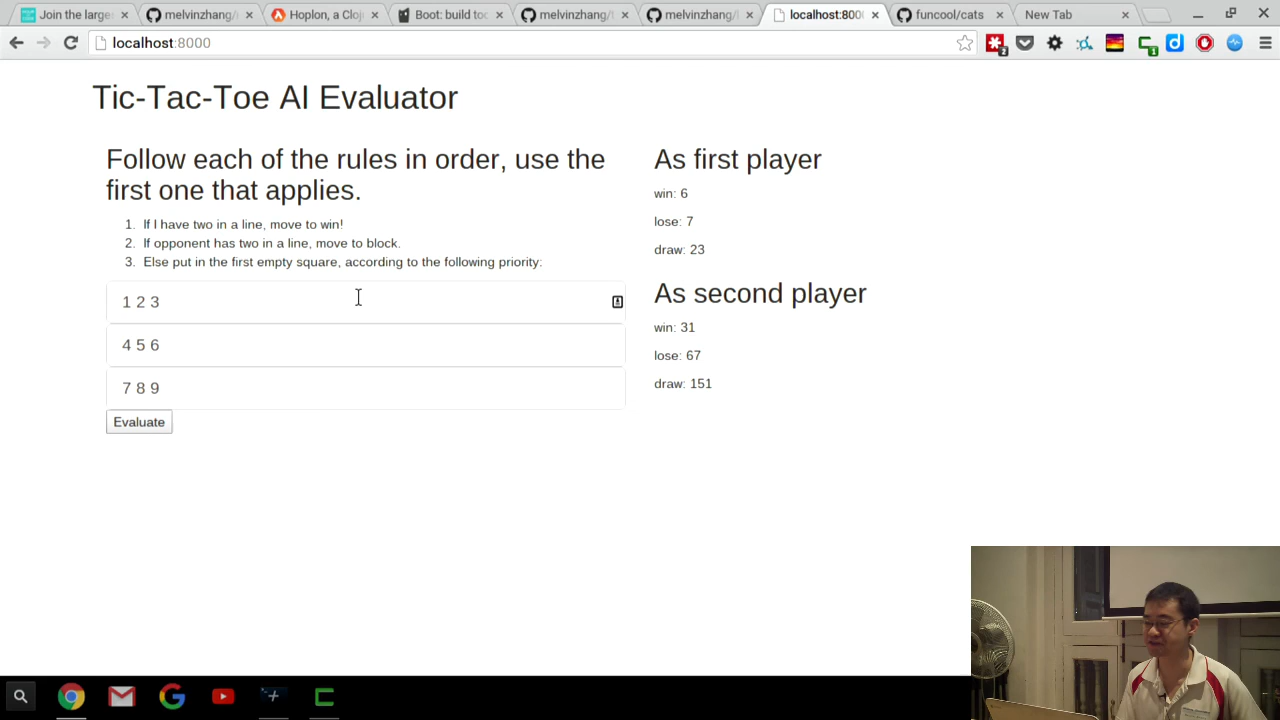 Join the larger
melvinzhang/
Hoplon, a Cloj
Boot: build too
melvinzhang/
melvinzhang/
localhost:800
funcool/cats
New Tab
localhost:8000
2
1
Tic-Tac-Toe AI Evaluator
Follow each of the rules in order, use the
first one that applies.
1. If I have two in a line, move to win!
2. If opponent has two in a line, move to block.
3. Else put in the first empty square, according to the following priority:
1 2 3
4 5 6
7 8 9
Evaluate
As first player
win: 6
lose: 7
draw: 23
As second player
win: 31
lose: 67
draw: 151